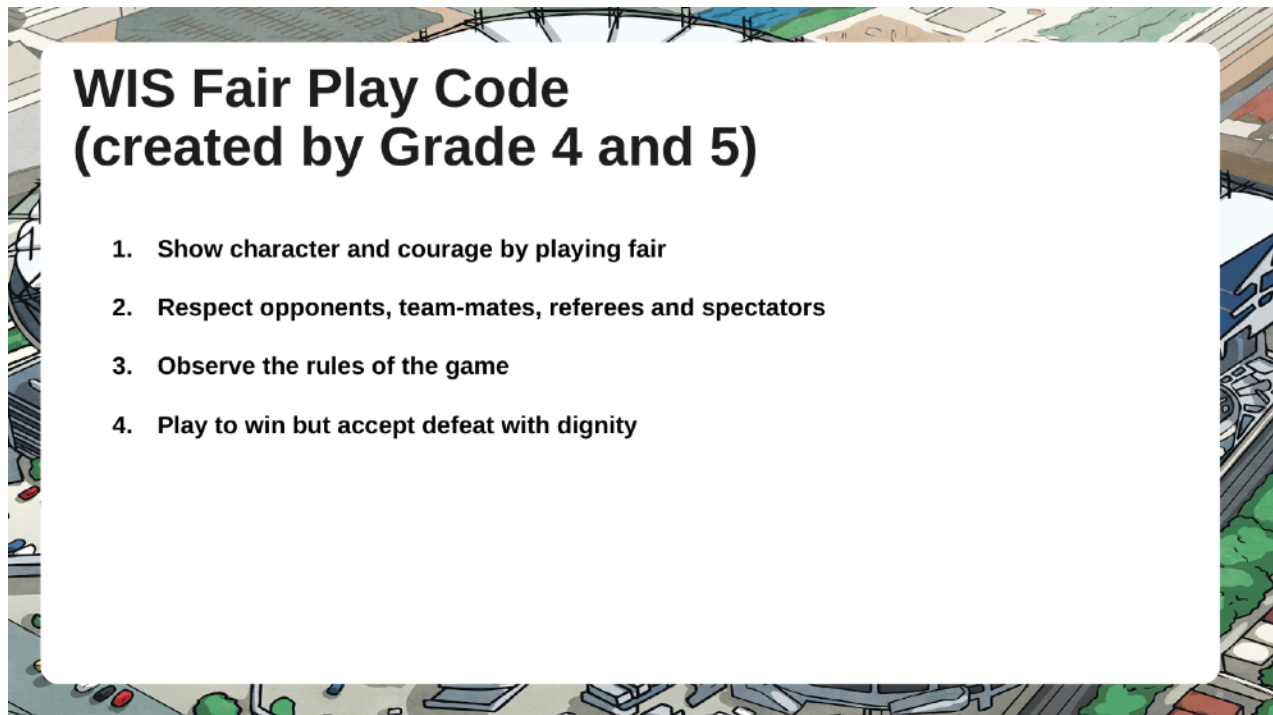 WIS Fair Play Code
(created by Grade 4 and 5)
1. Show character and courage by playing fair
2. Respect opponents, team-mates, referees and spectators
3. Observe the rules of the game
4. Play to win but accept defeat with dignity